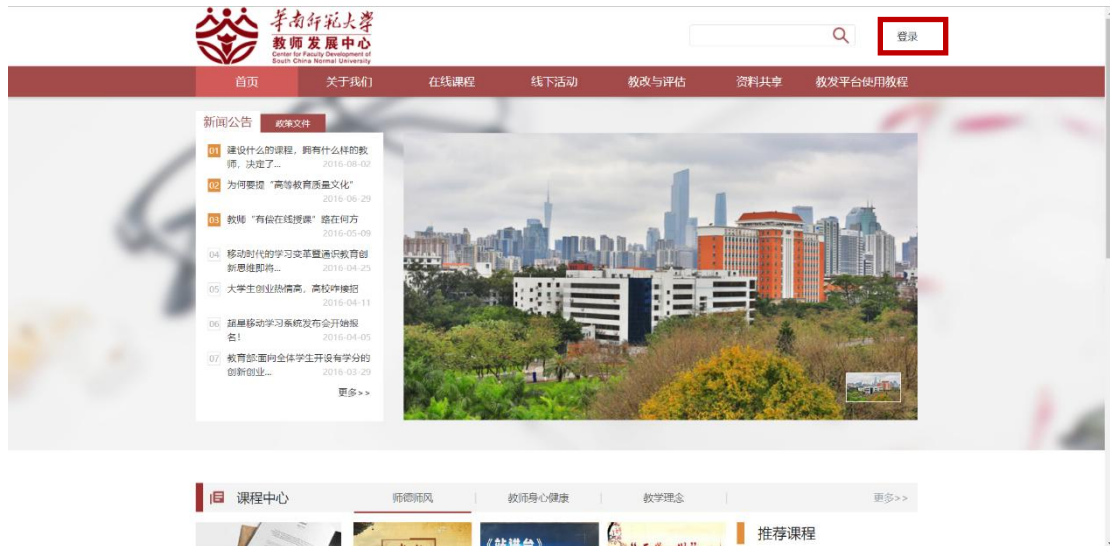 华南师范大学
教师发展中心
Center for Faculty Development of
South China Normal University
登录
首页 关于我们 在线课程 线下活动 教改与评估 资料共享 教发平台使用教程
新闻公告 政策文件
01 建设什么的课程，拥有什么样的教
师，决定了... 2016-08-02
02 为何要提“高等教育质量文化”
2016-06-29
03 教师“有偿在线授课”路在何方
2016-05-09
04 移动时代的学习变革暨通识教育创
新思维即将... 2016-04-25
05 大学生创业热情高，高校咋接招
2016-04-11
06 超星移动学习系统发布会开始报
名！ 2016-04-05
07 教育部:面向全体学生开设有学分的
创新创业... 2016-03-29
更多>>
课程中心 师德师风 教师身心健康 教学理念 更多>>
《站讲台》
推荐课程